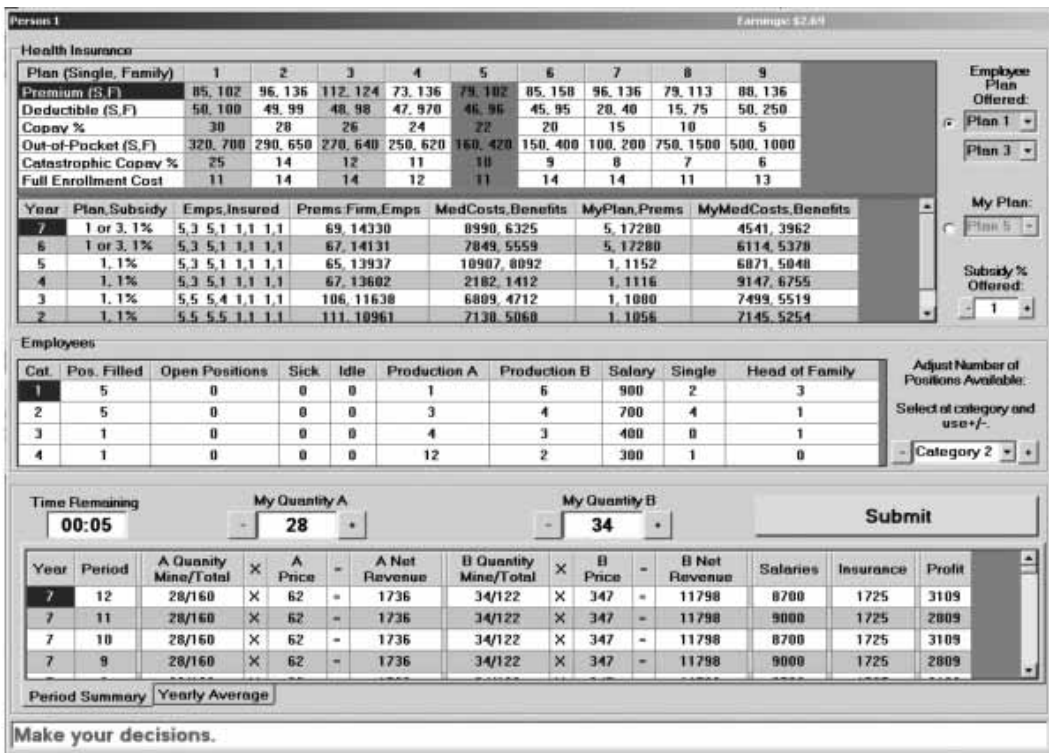 Person 1 Earnings: $2.69
Health Insurance
Plan (Single, Family) 1 2 3 4 5 6 7 8 9
Premium (S,F) 85, 102 96, 136 112, 124 73, 136 79, 102 85, 158 96, 136 79, 113 88, 136
Deductible (S,F) 50, 100 49, 99 48, 98 47, 970 46, 96 45, 95 20, 40 15, 75 50, 250
Copay % 30 28 26 24 22 20 15 10 5
Out-of-Pocket (S,F) 320, 700 290, 650 270, 640 250, 620 160, 420 150, 400 100, 200 750, 1500 500, 1000
Catastrophic Copay % 25 14 12 11 10 9 8 7 6
Full Enrollment Cost 11 14 14 12 11 14 14 11 13
Employee Plan Offered:
Plan 1
Plan 3
My Plan:
Plan 5
Subsidy % Offered:
- 1 +
Year Plan,Subsidy Emps,Insured Prems:Firm,Emps MedCosts,Benefits MyPlan,Prems MyMedCosts,Benefits
7 1 or 3, 1% 5,3 5,1 1,1 1,1 69, 14330 8990, 6325 5, 17280 4541, 3962
6 1 or 3, 1% 5,3 5,1 1,1 1,1 67, 14131 7849, 5559 5, 17280 6114, 5378
5 1, 1% 5,3 5,1 1,1 1,1 65, 13937 10907, 8092 1, 1152 6871, 5048
4 1, 1% 5,3 5,1 1,1 1,1 67, 13602 2182, 1412 1, 1116 9147, 6755
3 1, 1% 5,5 5,4 1,1 1,1 106, 11638 6809, 4712 1, 1080 7499, 5519
2 1, 1% 5,5 5,5 1,1 1,1 111, 10961 7130, 5068 1, 1056 7145, 5254
Employees
Cat. Pos. Filled Open Positions Sick Idle Production A Production B Salary Single Head of Family
1 5 0 0 0 1 6 900 2 3
2 5 0 0 0 3 4 700 4 1
3 1 0 0 0 4 3 400 0 1
4 1 0 0 0 12 2 300 1 0
Adjust Number of
Positions Available:
Select at category and
use+/-.
- Category 2 +
Time Remaining My Quantity A My Quantity B
00:05 - 28 + - 34 + Submit
Year Period A Quanity Mine/Total X A Price = A Net Revenue B Quantity Mine/Total X B Price = B Net Revenue Salaries Insurance Profit
7 12 28/160 X 62 = 1736 34/122 X 347 = 11798 8700 1725 3109
7 11 28/160 X 62 = 1736 34/122 X 347 = 11798 9000 1725 2809
7 10 28/160 X 62 = 1736 34/122 X 347 = 11798 8700 1725 3109
7 9 28/160 X 62 = 1736 34/122 X 347 = 11798 9000 1725 2809
Period Summary Yearly Average
Make your decisions.